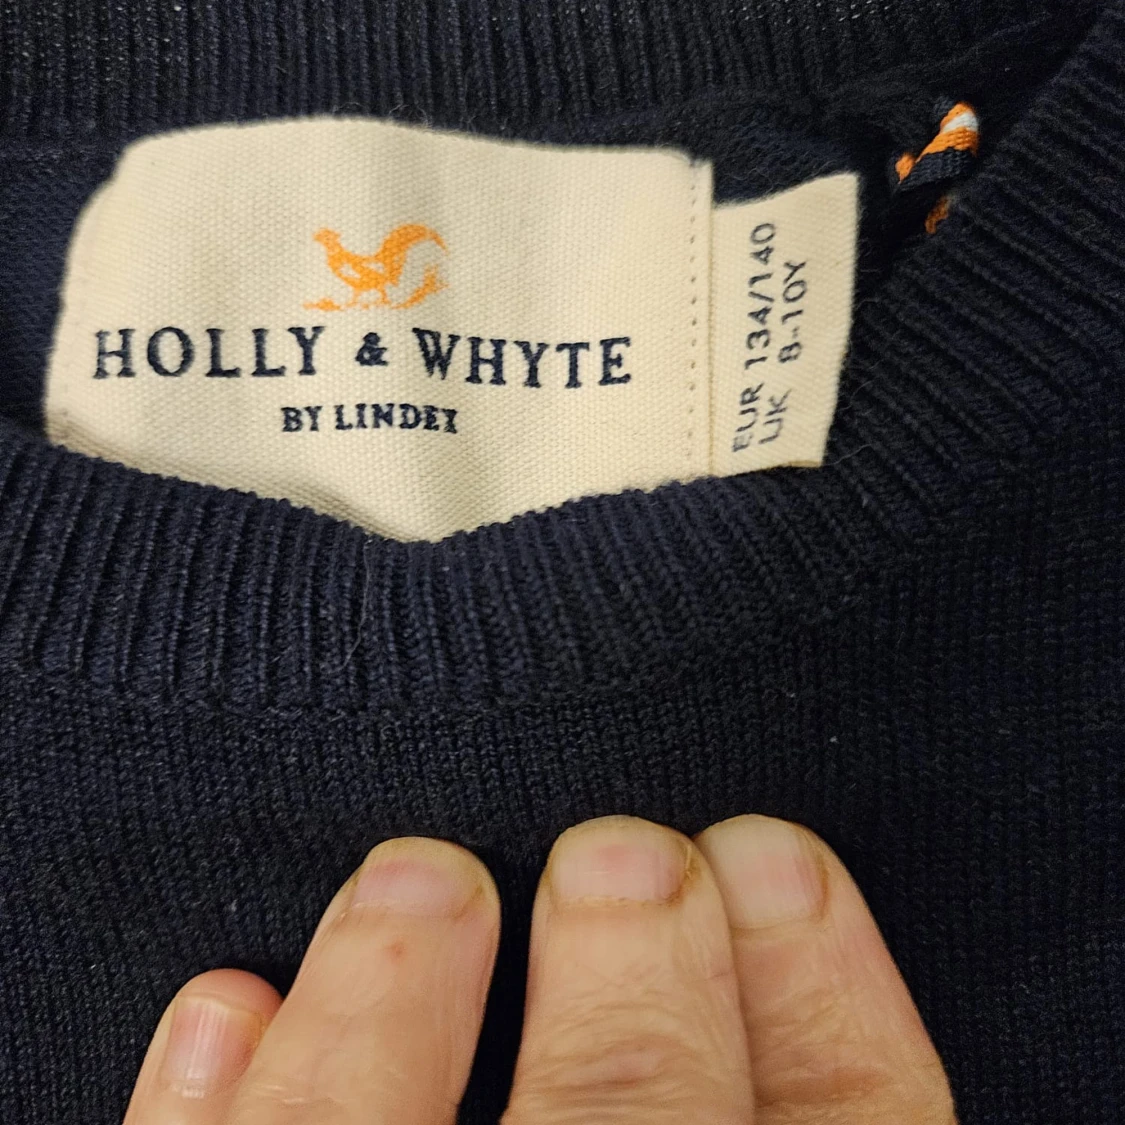 HOLLY & WHYTE
BY LINDEX
EUR 134/140
UK 8-10Y